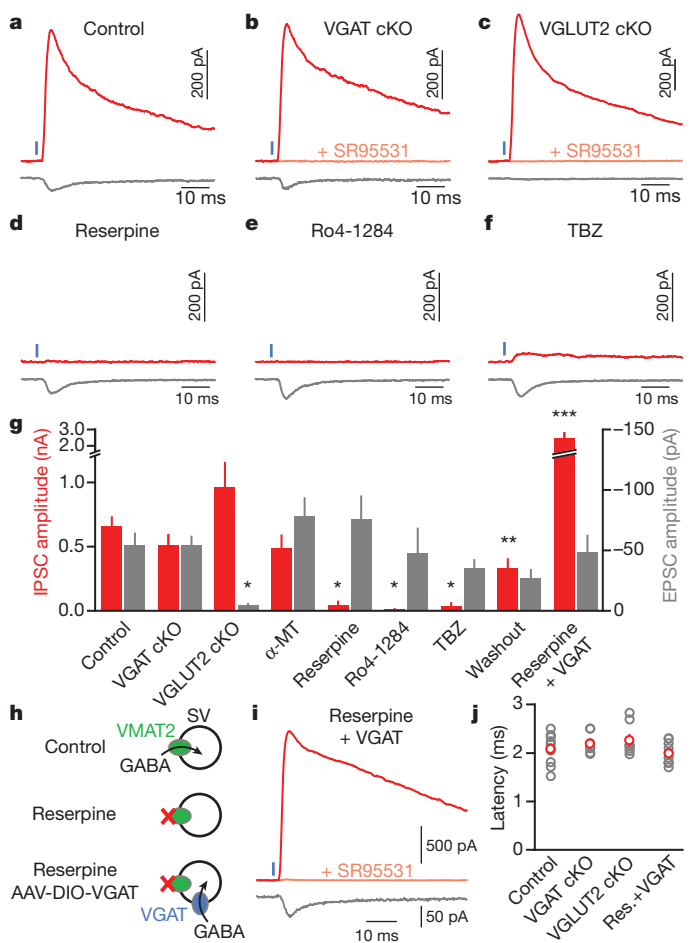 a Control
200 pA
10 ms
b VGAT cKO
200 pA
+ SR95531
10 ms
c VGLUT2 cKO
200 pA
+ SR95531
10 ms
d Reserpine
200 pA
10 ms
e Ro4-1284
200 pA
10 ms
f TBZ
200 pA
10 ms
g
IPSC amplitude (nA)
3.0
2.0
1.0
0.5
0.0
EPSC amplitude (pA)
–150
–100
–50
0
*
*
*
*
**
***
Control
VGAT cKO
VGLUT2 cKO
α-MT
Reserpine
Ro4-1284
TBZ
Washout
Reserpine
+ VGAT
h
SV
VMAT2
Control
GABA
Reserpine
Reserpine
AAV-DIO-VGAT
VGAT
GABA
i Reserpine
+ VGAT
500 pA
+ SR95531
50 pA
10 ms
j
Latency (ms)
3
2
1
Control
VGAT cKO
VGLUT2 cKO
Res.+VGAT